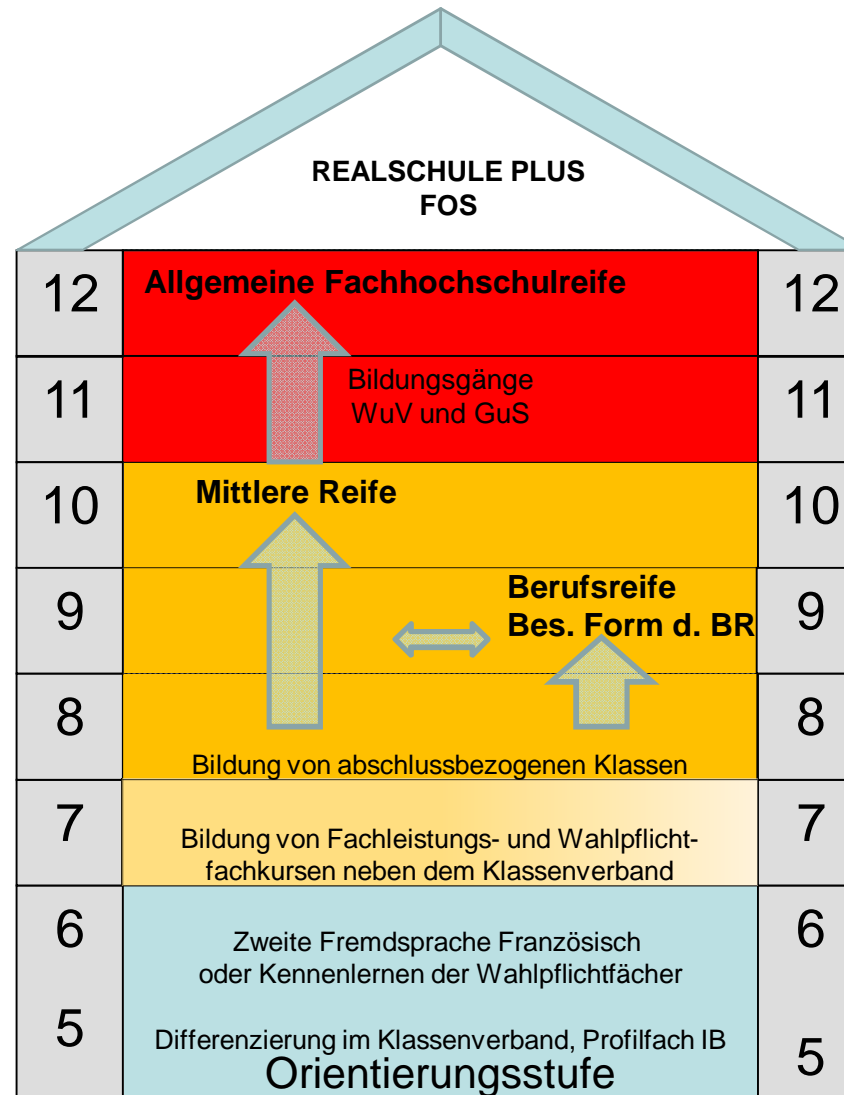 REALSCHULE PLUS
FOS
12 Allgemeine Fachhochschulreife 12
11 Bildungsgänge 11
WuV und GuS
10 Mittlere Reife 10
9 Berufsreife 9
Bes. Form d. BR
8 8
Bildung von abschlussbezogenen Klassen
7 7
Bildung von Fachleistungs- und Wahlpflicht-
fachkursen neben dem Klassenverband
6 6
Zweite Fremdsprache Französisch
oder Kennenlernen der Wahlpflichtfächer
5 5
Differenzierung im Klassenverband, Profilfach IB
Orientierungsstufe